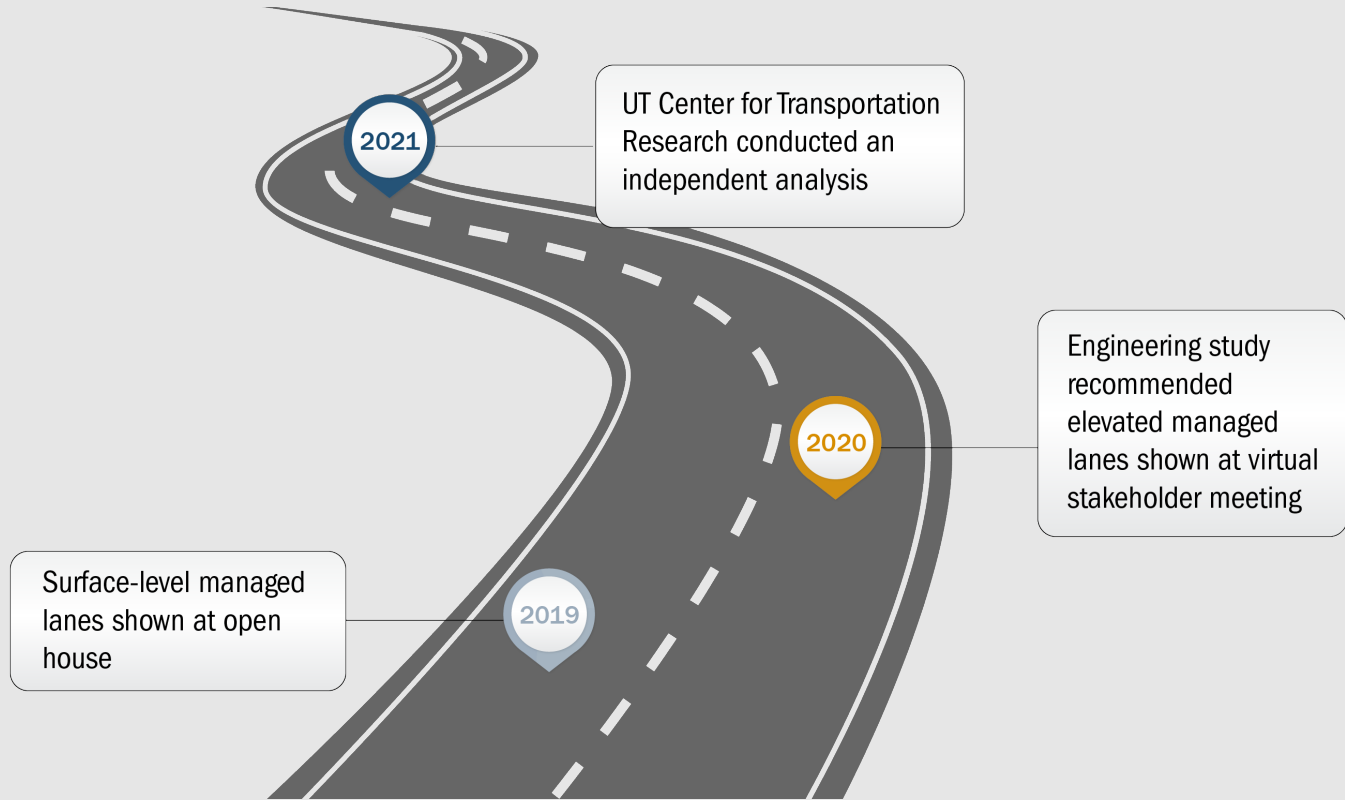 2021
UT Center for Transportation
Research conducted an
independent analysis
Engineering study
recommended
elevated managed
lanes shown at virtual
stakeholder meeting
2020
Surface-level managed
lanes shown at open
house
2019